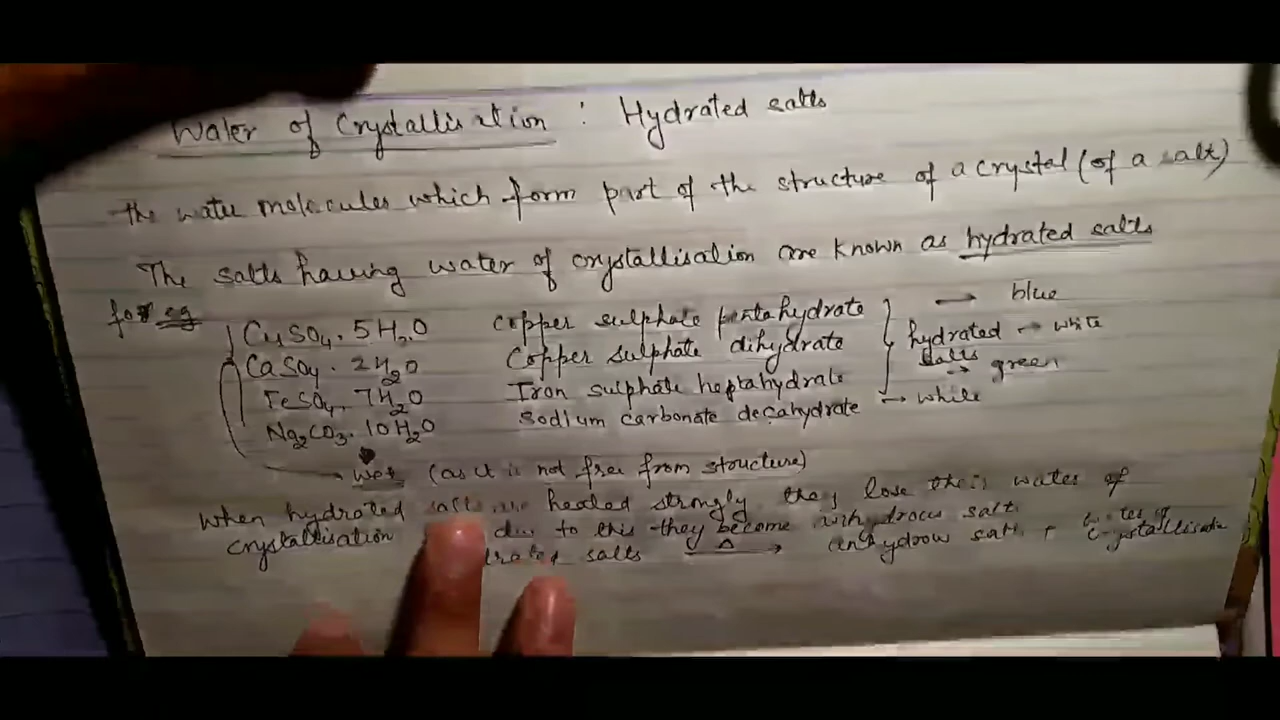 Water of Crystallisation : Hydrated salts
the water molecules which form part of the structure of a crystal (of a salt)
The salts having water of crystallisation are known as hydrated salts
for eg
CuSO4. 5H2O Copper sulphate pentahydrate → blue
CaSO4. 2H2O Copper sulphate dihydrate hydrated salts → white
FeSO4. 7H2O Iron sulphate heptahydrate → green
Na2CO3. 10H2O Sodium carbonate decahydrate → white
→ wet (as it is not free from structure)
When hydrated salts are heated strongly they lose their water of
crystallisation to this they become salt
salts Δ→ salt + water of crystallisation